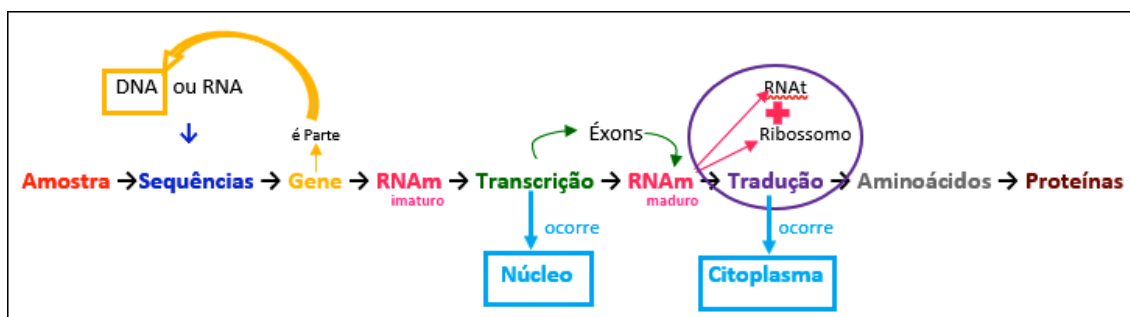 DNA ou RNA
RNAt
é Parte
Éxons
Ribossomo
Amostra → Sequências → Gene → RNAm → Transcrição → RNAm → Tradução → Aminoácidos → Proteínas
imaturo
maduro
ocorre
ocorre
Núcleo
Citoplasma